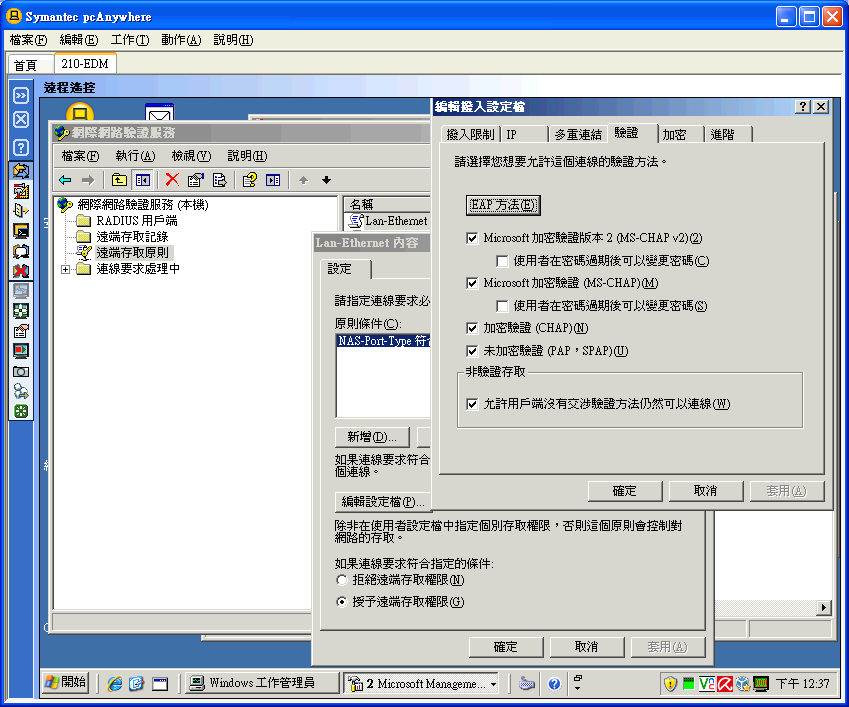 Symantec pcAnywhere
檔案(F) 編輯(E) 工作(T) 動作(A) 說明(H)
首頁 210-EDM
遠程遙控
網際網路驗證服務
檔案(F) 執行(A) 檢視(V) 說明(H)
網際網路驗證服務 (本機)
RADIUS 用戶端
遠端存取記錄
遠端存取原則
連線要求處理中
名稱
Lan-Ethernet
Lan-Ethernet 內容
設定
請指定連線要求必
原則條件(C):
NAS-Port-Type 符合
新增(D)...
如果連線要求符合
個連線。
編輯設定檔(P)...
除非在使用者設定檔中指定個別存取權限，否則這個原則會控制對
網路的存取。
如果連線要求符合指定的條件:
拒絕遠端存取權限(N)
授予遠端存取權限(G)
確定 取消 套用(A)
編輯撥入設定檔
撥入限制 IP 多重連結 驗證 加密 進階
請選擇您想要允許這個連線的驗證方法。
EAP 方法(E)
Microsoft 加密驗證版本 2 (MS-CHAP v2)(2)
使用者在密碼過期後可以變更密碼(C)
Microsoft 加密驗證 (MS-CHAP)(M)
使用者在密碼過期後可以變更密碼(S)
加密驗證 (CHAP)(N)
未加密驗證 (PAP，SPAP)(U)
非驗證存取
允許用戶端沒有交涉驗證方法仍然可以連線(W)
確定 取消 套用(A)
開始 Windows 工作管理員 2 Microsoft Manageme... 下午 12:37